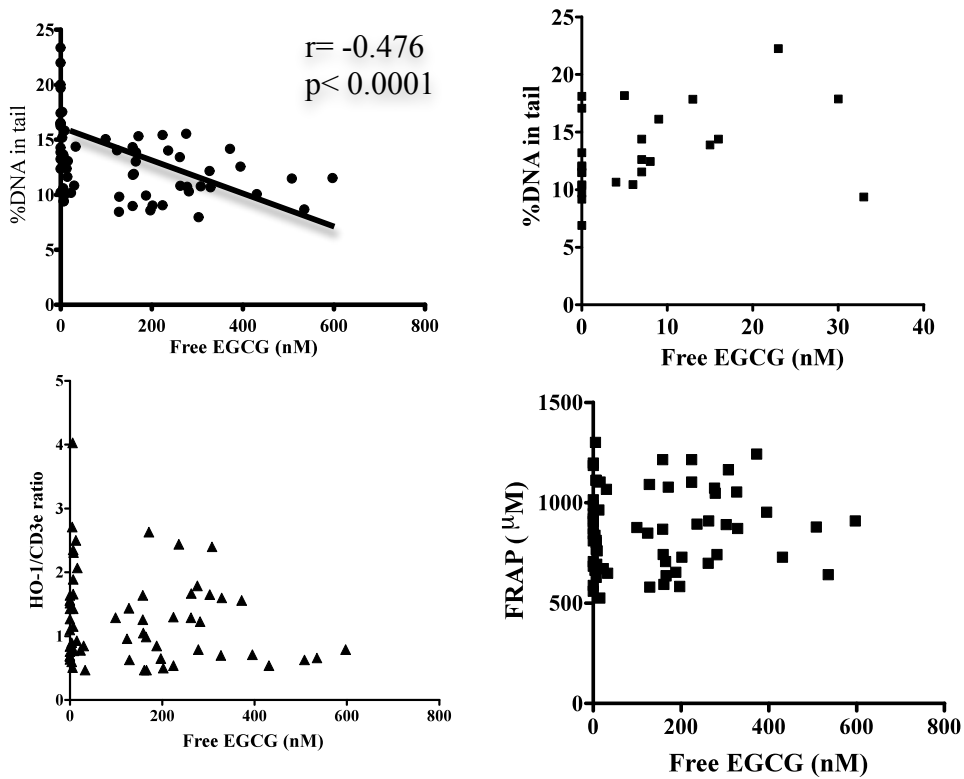 r= -0.476
p< 0.0001
%DNA in tail
25
20
15
10
5
0
0 200 400 600 800
Free EGCG (nM)
%DNA in tail
25
20
15
10
5
0
0 10 20 30 40
Free EGCG (nM)
HO-1/CD3e ratio
5
4
3
2
1
0
0 200 400 600 800
Free EGCG (nM)
FRAP ( µM)
1500
1000
500
0
0 200 400 600 800
Free EGCG (nM)